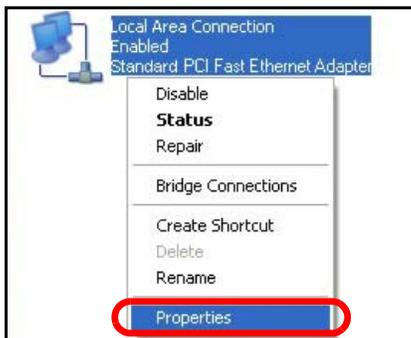 Local Area Connection
Enabled
Standard PCI Fast Ethernet Adapter
Disable
Status
Repair
Bridge Connections
Create Shortcut
Delete
Rename
Properties